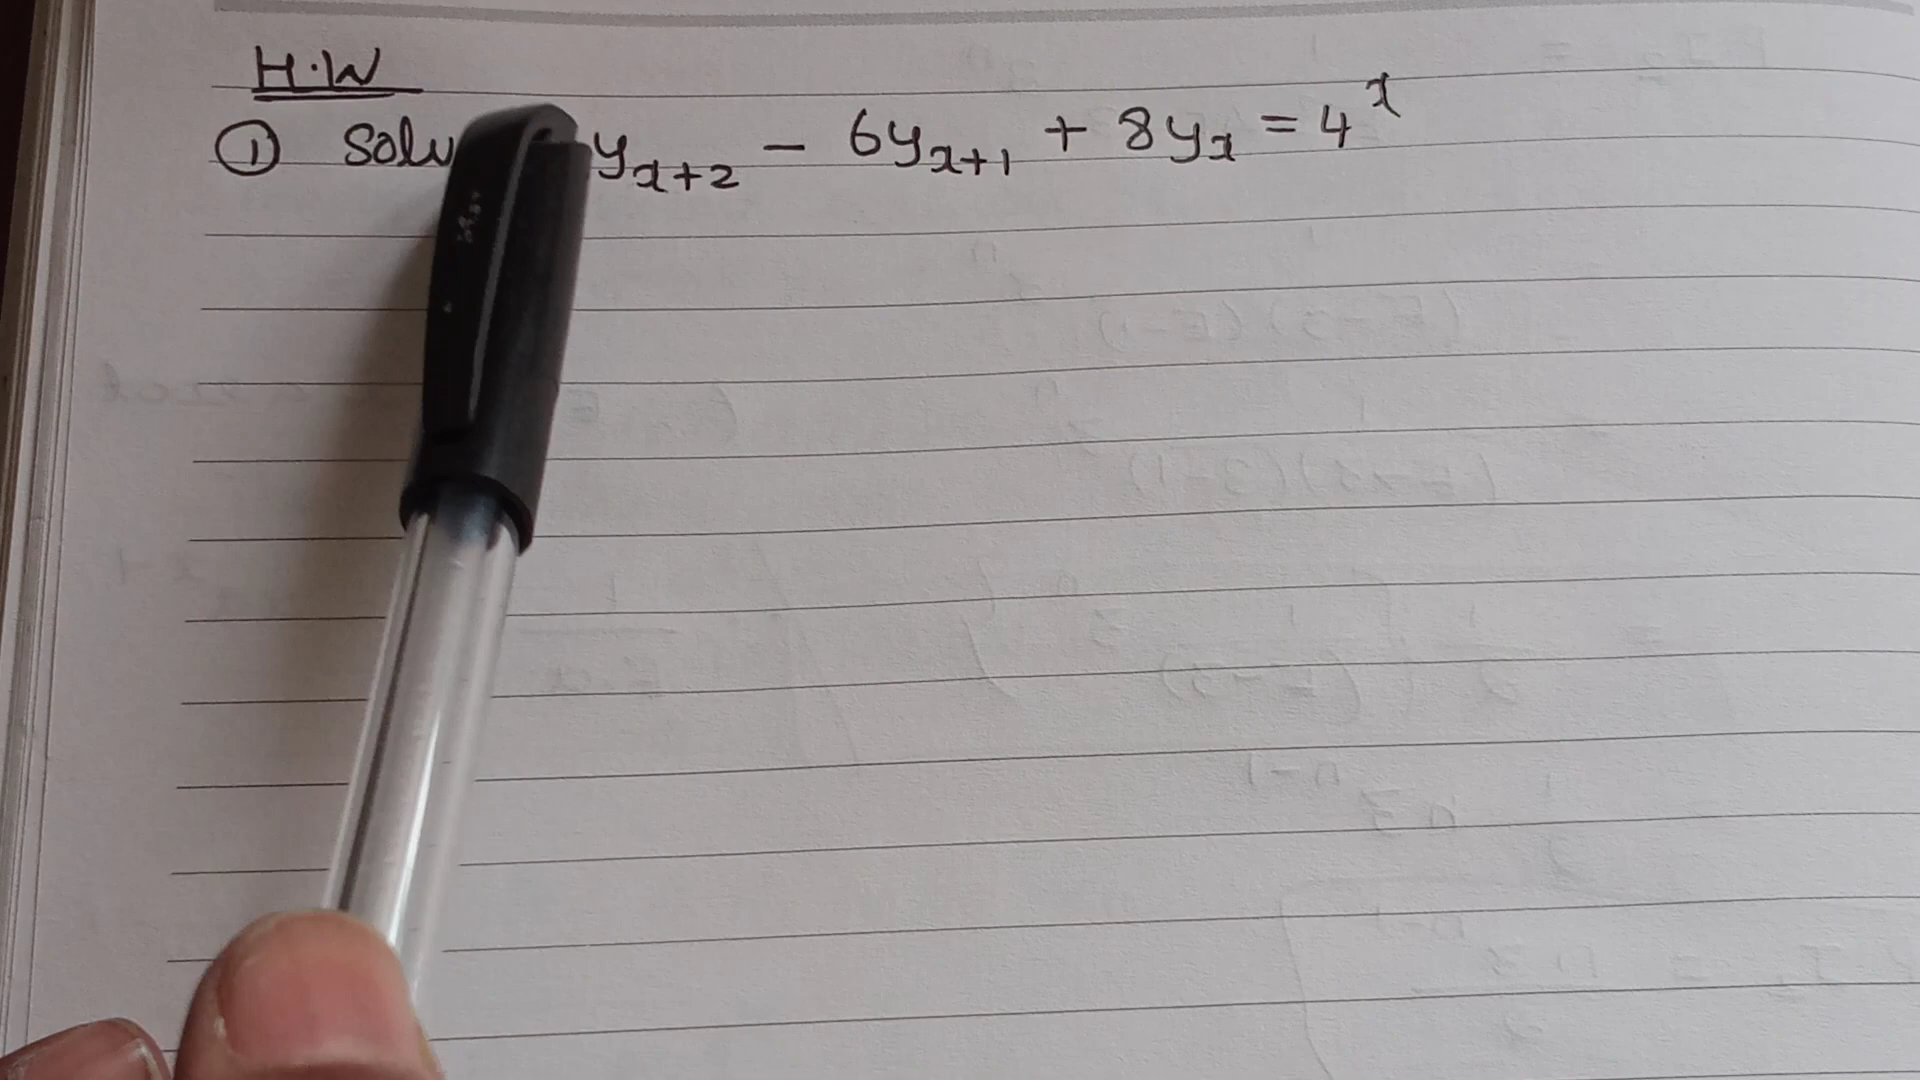 H.W
① Solv y_{x+2} - 6y_{x+1} + 8y_x = 4^x